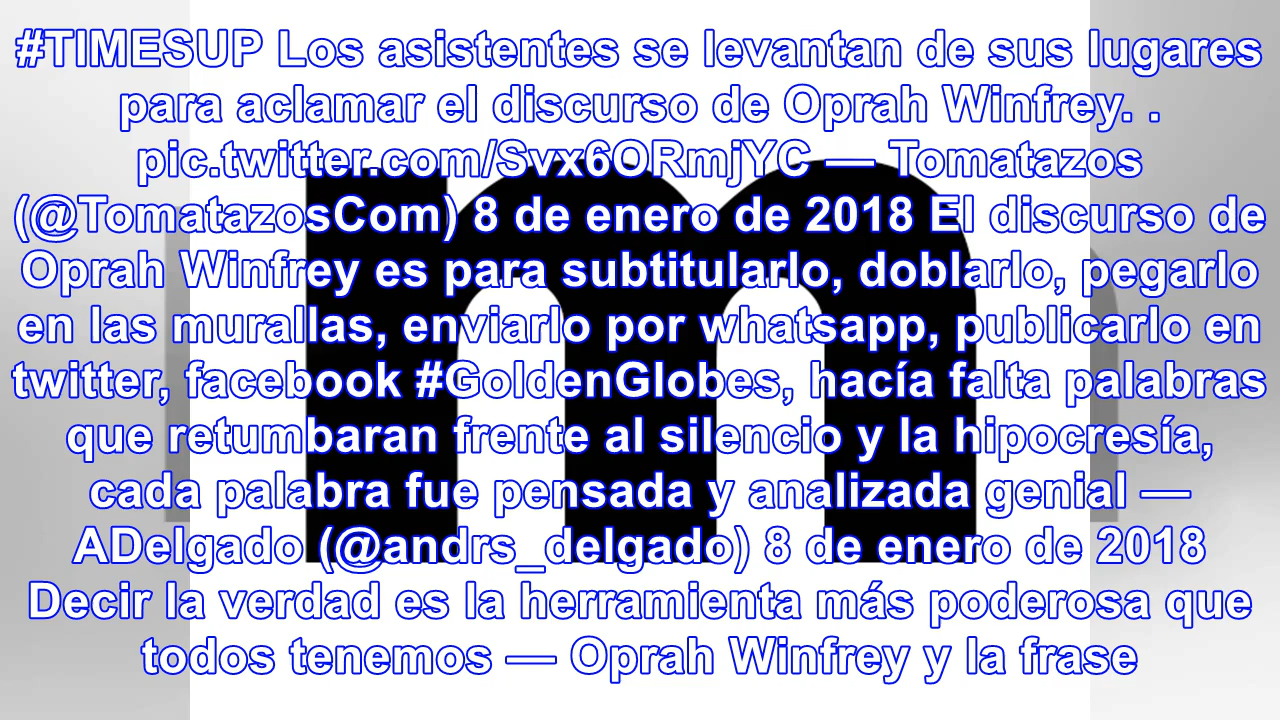 #TIMESUP Los asistentes se levantan de sus lugares
para aclamar el discurso de Oprah Winfrey. .
pic.twitter.com/Svx6ORmjYC — Tomatazos
(@TomatazosCom) 8 de enero de 2018 El discurso de
Oprah Winfrey es para subtitularlo, doblarlo, pegarlo
en las murallas, enviarlo por whatsapp, publicarlo en
twitter, facebook #GoldenGlobes, hacía falta palabras
que retumbaran frente al silencio y la hipocresía,
cada palabra fue pensada y analizada genial —
ADelgado (@andrs_delgado) 8 de enero de 2018
Decir la verdad es la herramienta más poderosa que
todos tenemos — Oprah Winfrey y la frase
m